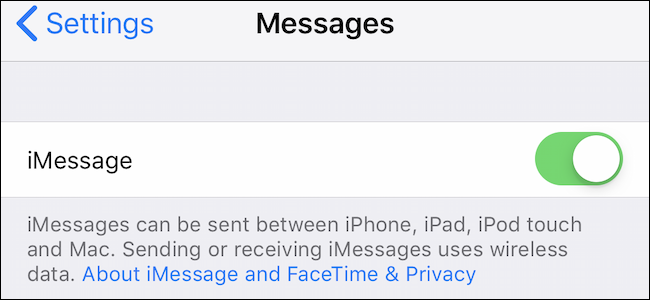 Settings Messages
iMessage
iMessages can be sent between iPhone, iPad, iPod touch
and Mac. Sending or receiving iMessages uses wireless
data. About iMessage and FaceTime & Privacy